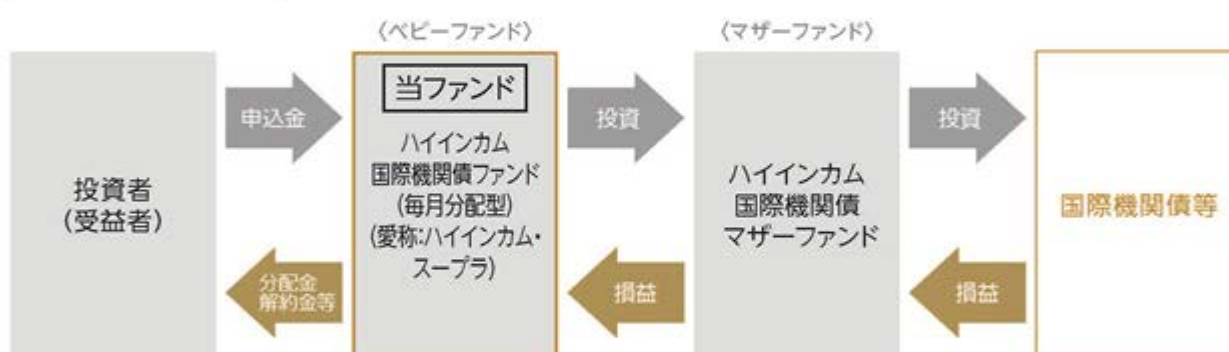 〈ベビーファンド〉
〈マザーファンド〉
投資者
(受益者)
申込金
分配金
解約金等
当ファンド
ハイインカム
国際機関債ファンド
(毎月分配型)
(愛称:ハイインカム・
スープラ)
投資
損益
ハイインカム
国際機関債
マザーファンド
投資
損益
国際機関債等